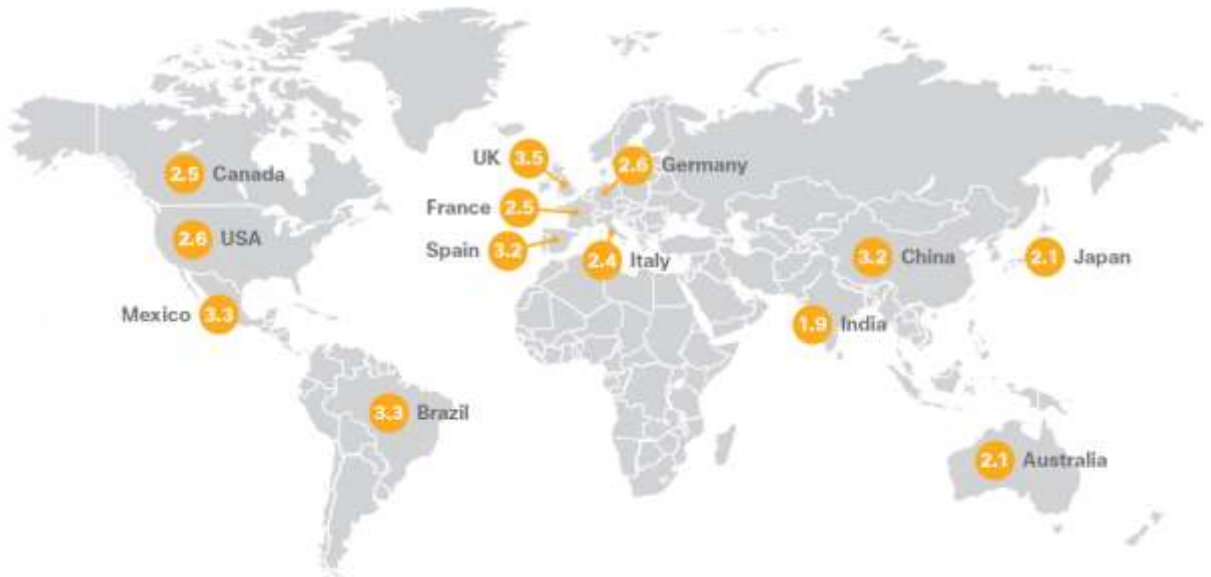 UK 3.5
2.6 Germany
2.5 Canada
France 2.5
2.6 USA
Spain 3.2
2.4 Italy
3.2 China
2.1 Japan
Mexico 3.3
1.9 India
3.3 Brazil
2.1 Australia